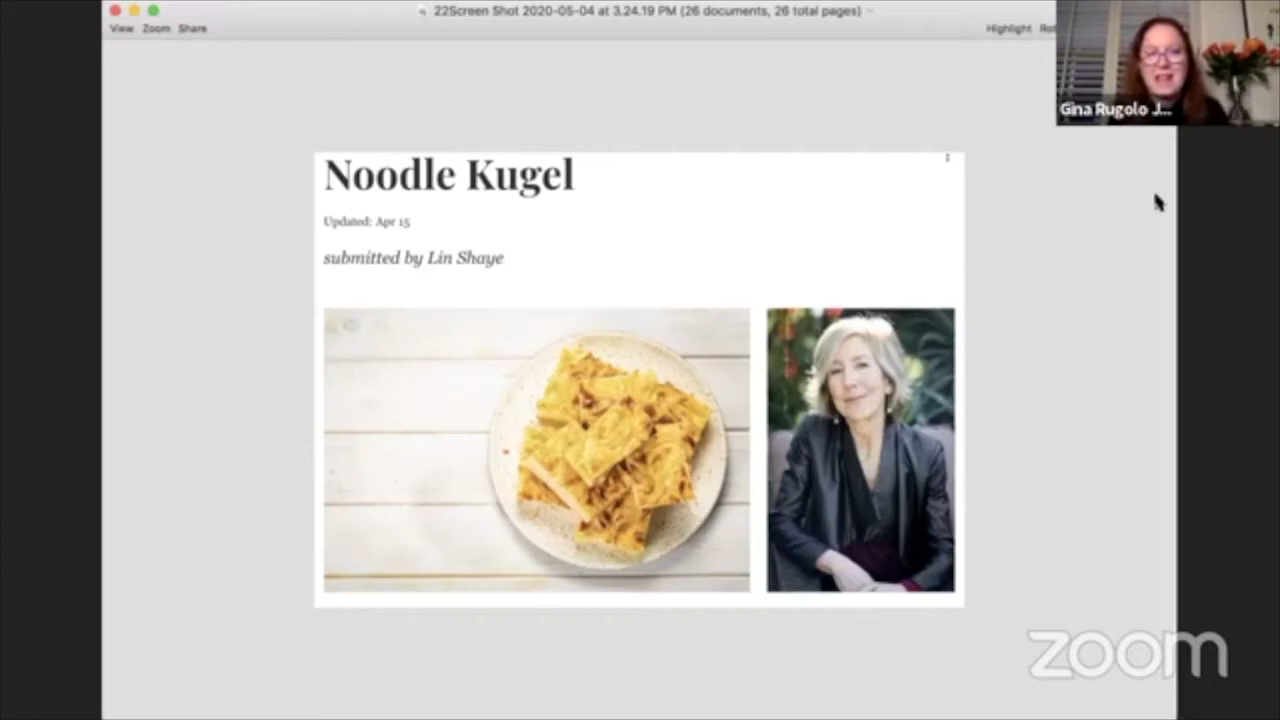 22Screen Shot 2020-05-04 at 3.24.19 PM (26 documents, 26 total pages)
View Zoom Share
Highlight Rot
Gina Rugolo J...
Noodle Kugel
Updated: Apr 15
submitted by Lin Shaye
zoom